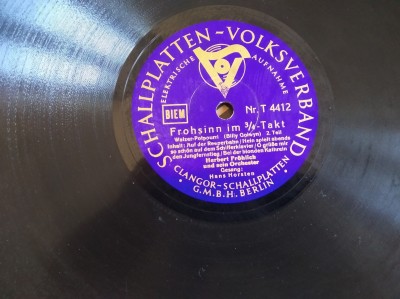 SCHALLPLATTEN-VOLKSVERBAND
ELEKTRISCHE AUFNAHME
BIEM
Nr. T 4412
Frohsinn im 3/4-Takt
Walzer-Potpourri (Billy Golwyn) 2. Teil
Inhalt: Auf der Reeperbahn / Hein spielt abends
so schön auf dem Schifferklavier / O grüße mir
den Jungfernstieg / Bei der blonden Kathrein
Herbert Fröhlich
und sein Orchester
Gesang:
Hans Horsten
CLANGOR-SCHALLPLATTEN
G.M.B.H. BERLIN